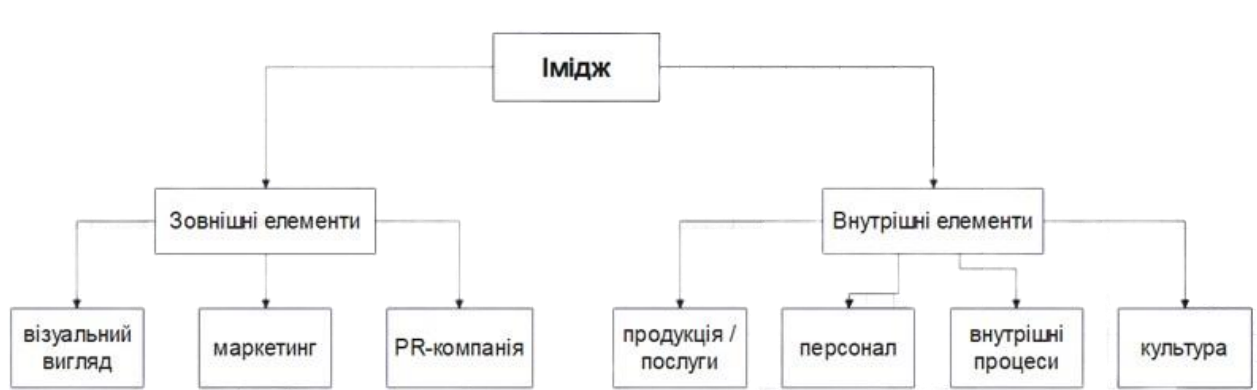 Імідж
Зовнішні елементи
Внутрішні елементи
візуальний
вигляд
маркетинг
PR-компанія
продукція /
послуги
персонал
внутрішні
процеси
культура